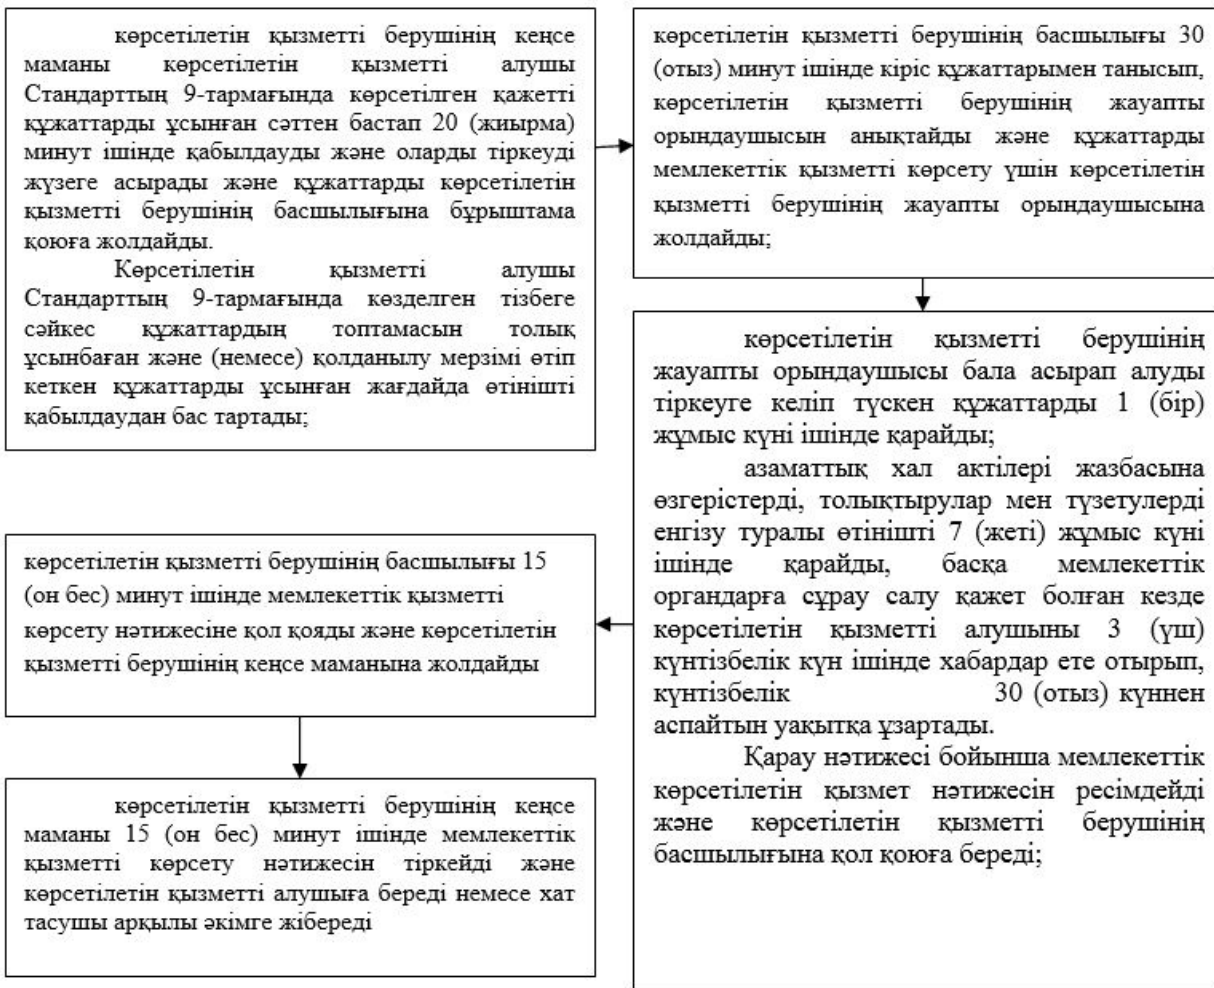 көрсетілетін қызметті берушінің кеңсе
маманы көрсетілетін қызметті алушы
Стандарттың 9-тармағында көрсетілген қажетті
құжаттарды ұсынған сәттен бастап 20 (жиырма)
минут ішінде қабылдауды және оларды тіркеуді
жүзеге асырады және құжаттарды көрсетілетін
қызметті берушінің басшылығына бұрыштама
қоюға жолдайды.
Көрсетілетін қызметті алушы
Стандарттың 9-тармағында көзделген тізбеге
сәйкес құжаттардың топтамасын толық
ұсынбаған және (немесе) қолданылу мерзімі өтіп
кеткен құжаттарды ұсынған жағдайда өтінішті
қабылдаудан бас тартады;
көрсетілетін қызметті берушінің басшылығы 30
(отыз) минут ішінде кіріс құжаттарымен танысып,
көрсетілетін қызметті берушінің жауапты
орындаушысын анықтайды және құжаттарды
мемлекеттік қызметті көрсету үшін көрсетілетін
қызметті берушінің жауапты орындаушысына
жолдайды;
көрсетілетін қызметті берушінің
жауапты орындаушысы бала асырап алуды
тіркеуге келіп түскен құжаттарды 1 (бір)
жұмыс күні ішінде қарайды;
азаматтық хал актілері жазбасына
өзгерістерді, толықтырулар мен түзетулерді
енгізу туралы өтінішті 7 (жеті) жұмыс күні
ішінде қарайды, басқа мемлекеттік
органдарға сұрау салу қажет болған кезде
көрсетілетін қызметті алушыны 3 (үш)
күнтізбелік күн ішінде хабардар ете отырып,
күнтізбелік 30 (отыз) күннен
аспайтын уақытқа ұзартады.
Қарау нәтижесі бойынша мемлекеттік
көрсетілетін қызмет нәтижесін ресімдейді
және көрсетілетін қызметті берушінің
басшылығына қол қоюға береді;
көрсетілетін қызметті берушінің басшылығы 15
(он бес) минут ішінде мемлекеттік қызметті
көрсету нәтижесіне қол қояды және көрсетілетін
қызметті берушінің кеңсе маманына жолдайды
көрсетілетін қызметті берушінің кеңсе
маманы 15 (он бес) минут ішінде мемлекеттік
қызметті көрсету нәтижесін тіркейді және
көрсетілетін қызметті алушыға береді немесе хат
тасушы арқылы әкімге жібереді